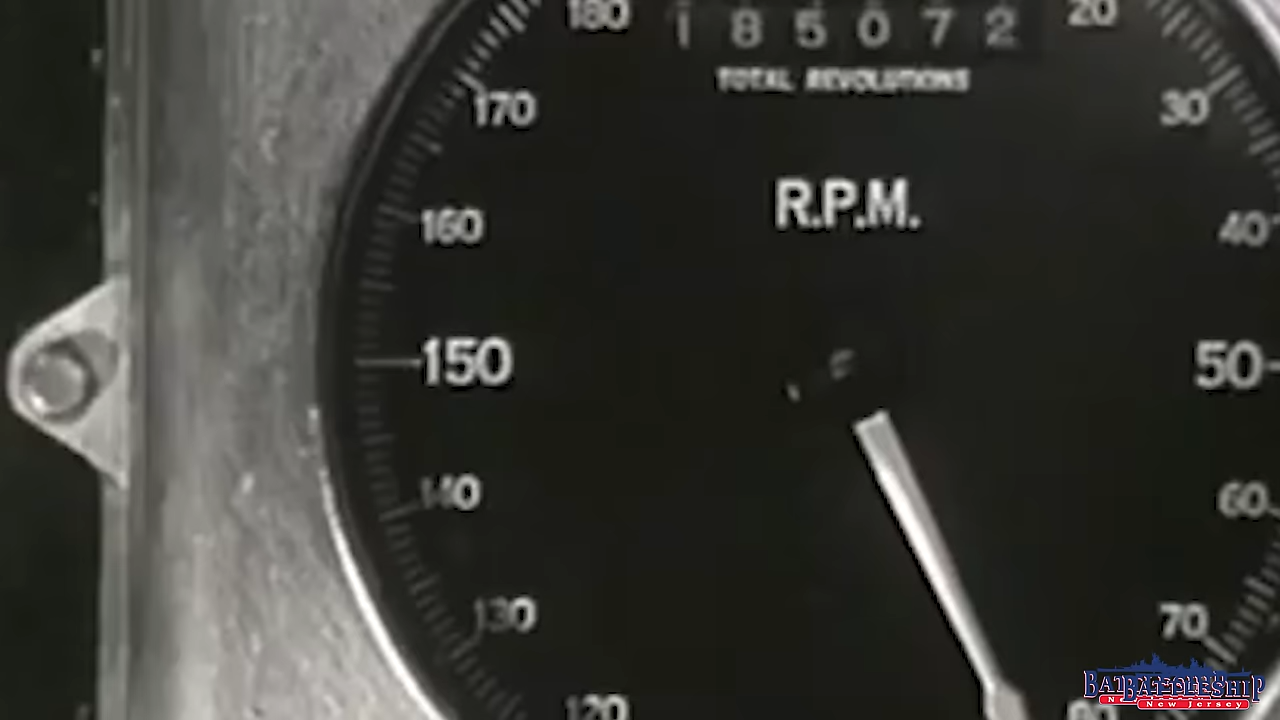 180 1 8 5 0 7 2 20
TOTAL REVOLUTIONS
170 30
R.P.M.
160 40
150 50
140 60
130 70
120 80
BATTLESHIP
New Jersey